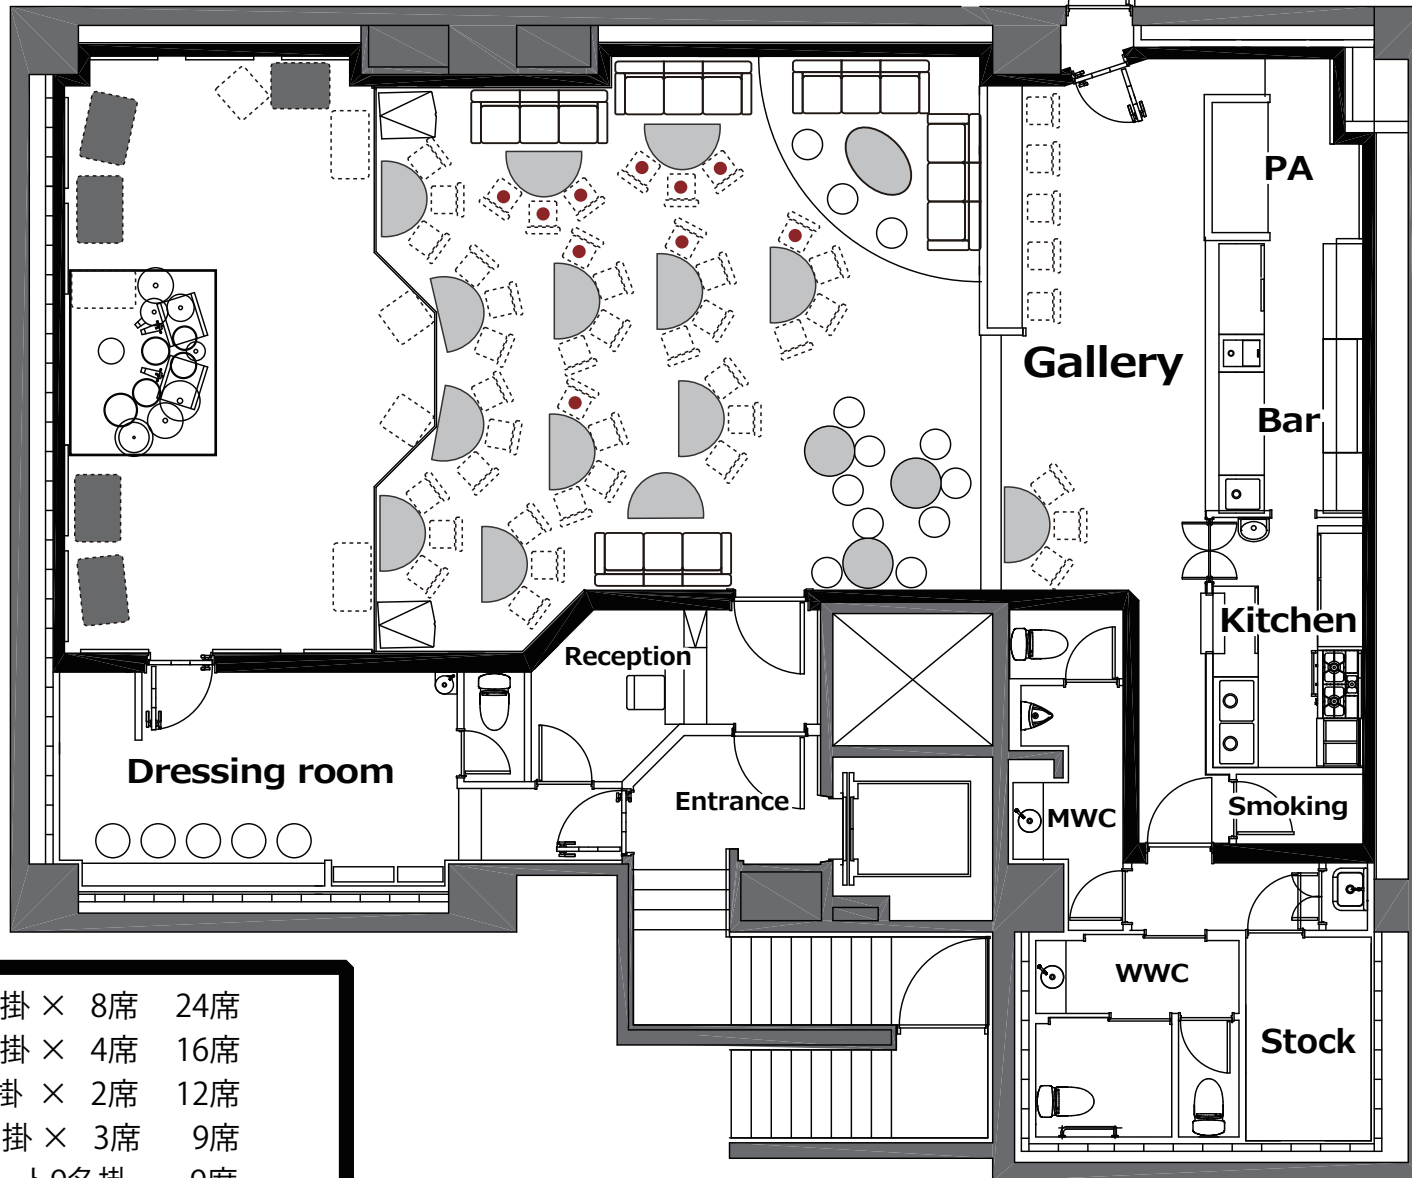 PA
Gallery
Bar
Kitchen
Reception
Dressing room
Entrance
Smoking
MWC
WWC
Stock
掛 × 8席 24席
掛 × 4席 16席
掛 × 2席 12席
掛 × 3席 9席